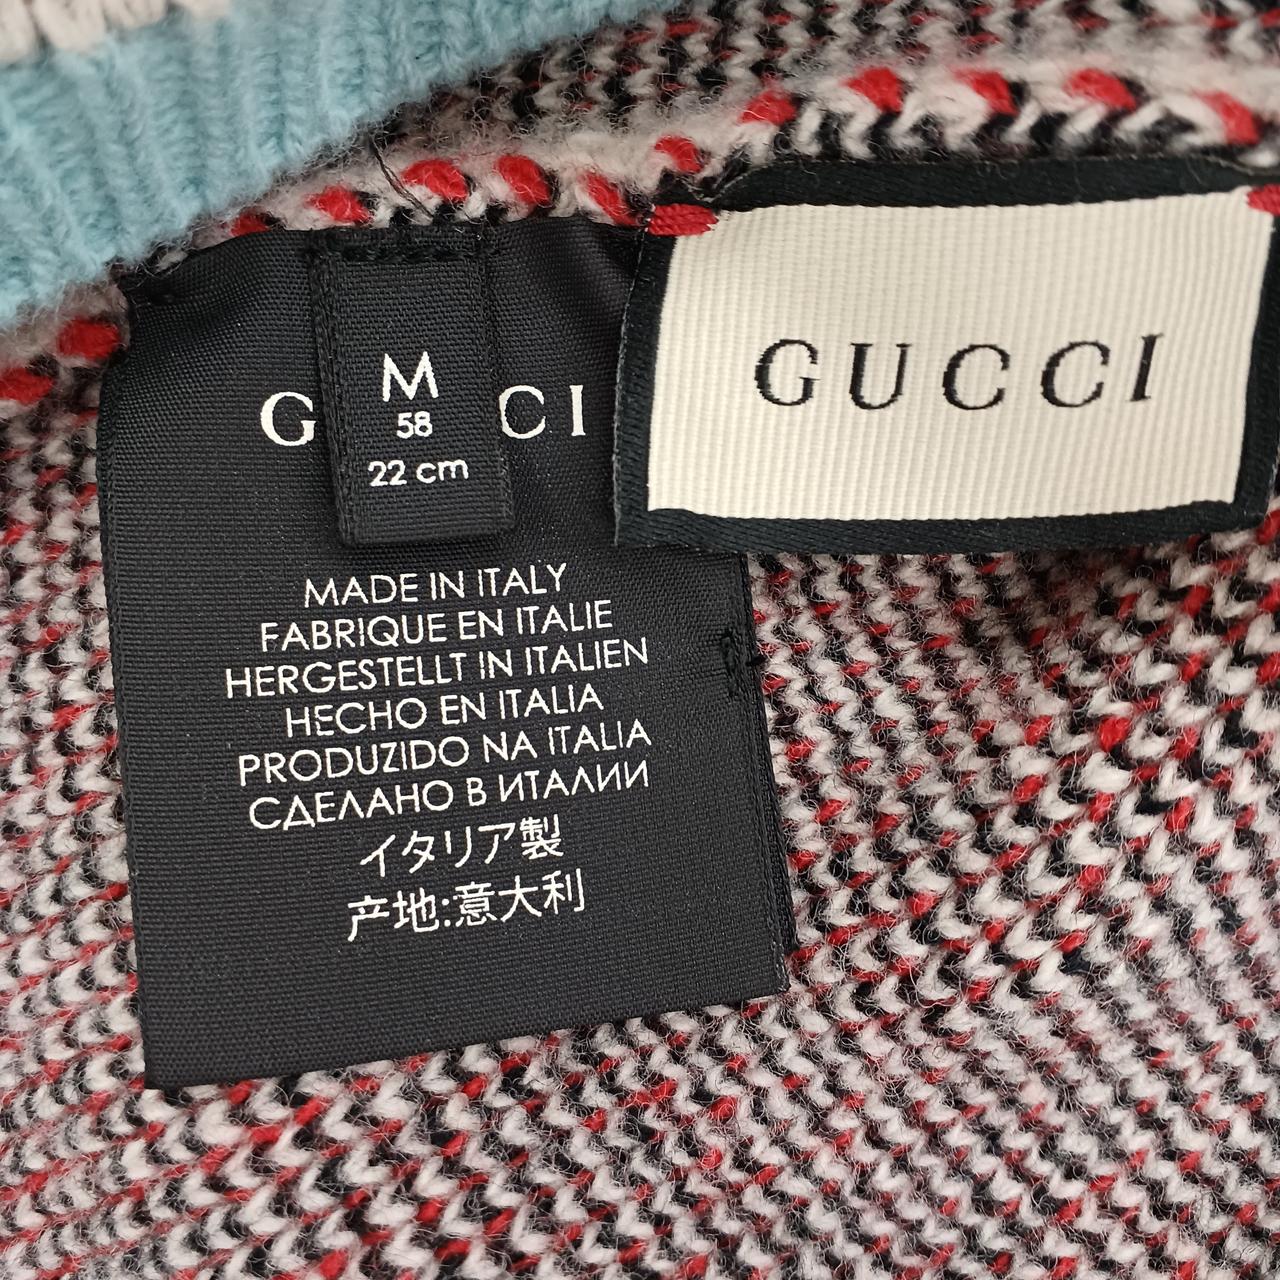 GUCCI
M
58
22 cm
G CI
MADE IN ITALY
FABRIQUE EN ITALIE
HERGESTELLT IN ITALIEN
HECHO EN ITALIA
PRODUZIDO NA ITALIA
СДЕЛАНО В ИТАЛИИ
イタリア製
产地:意大利